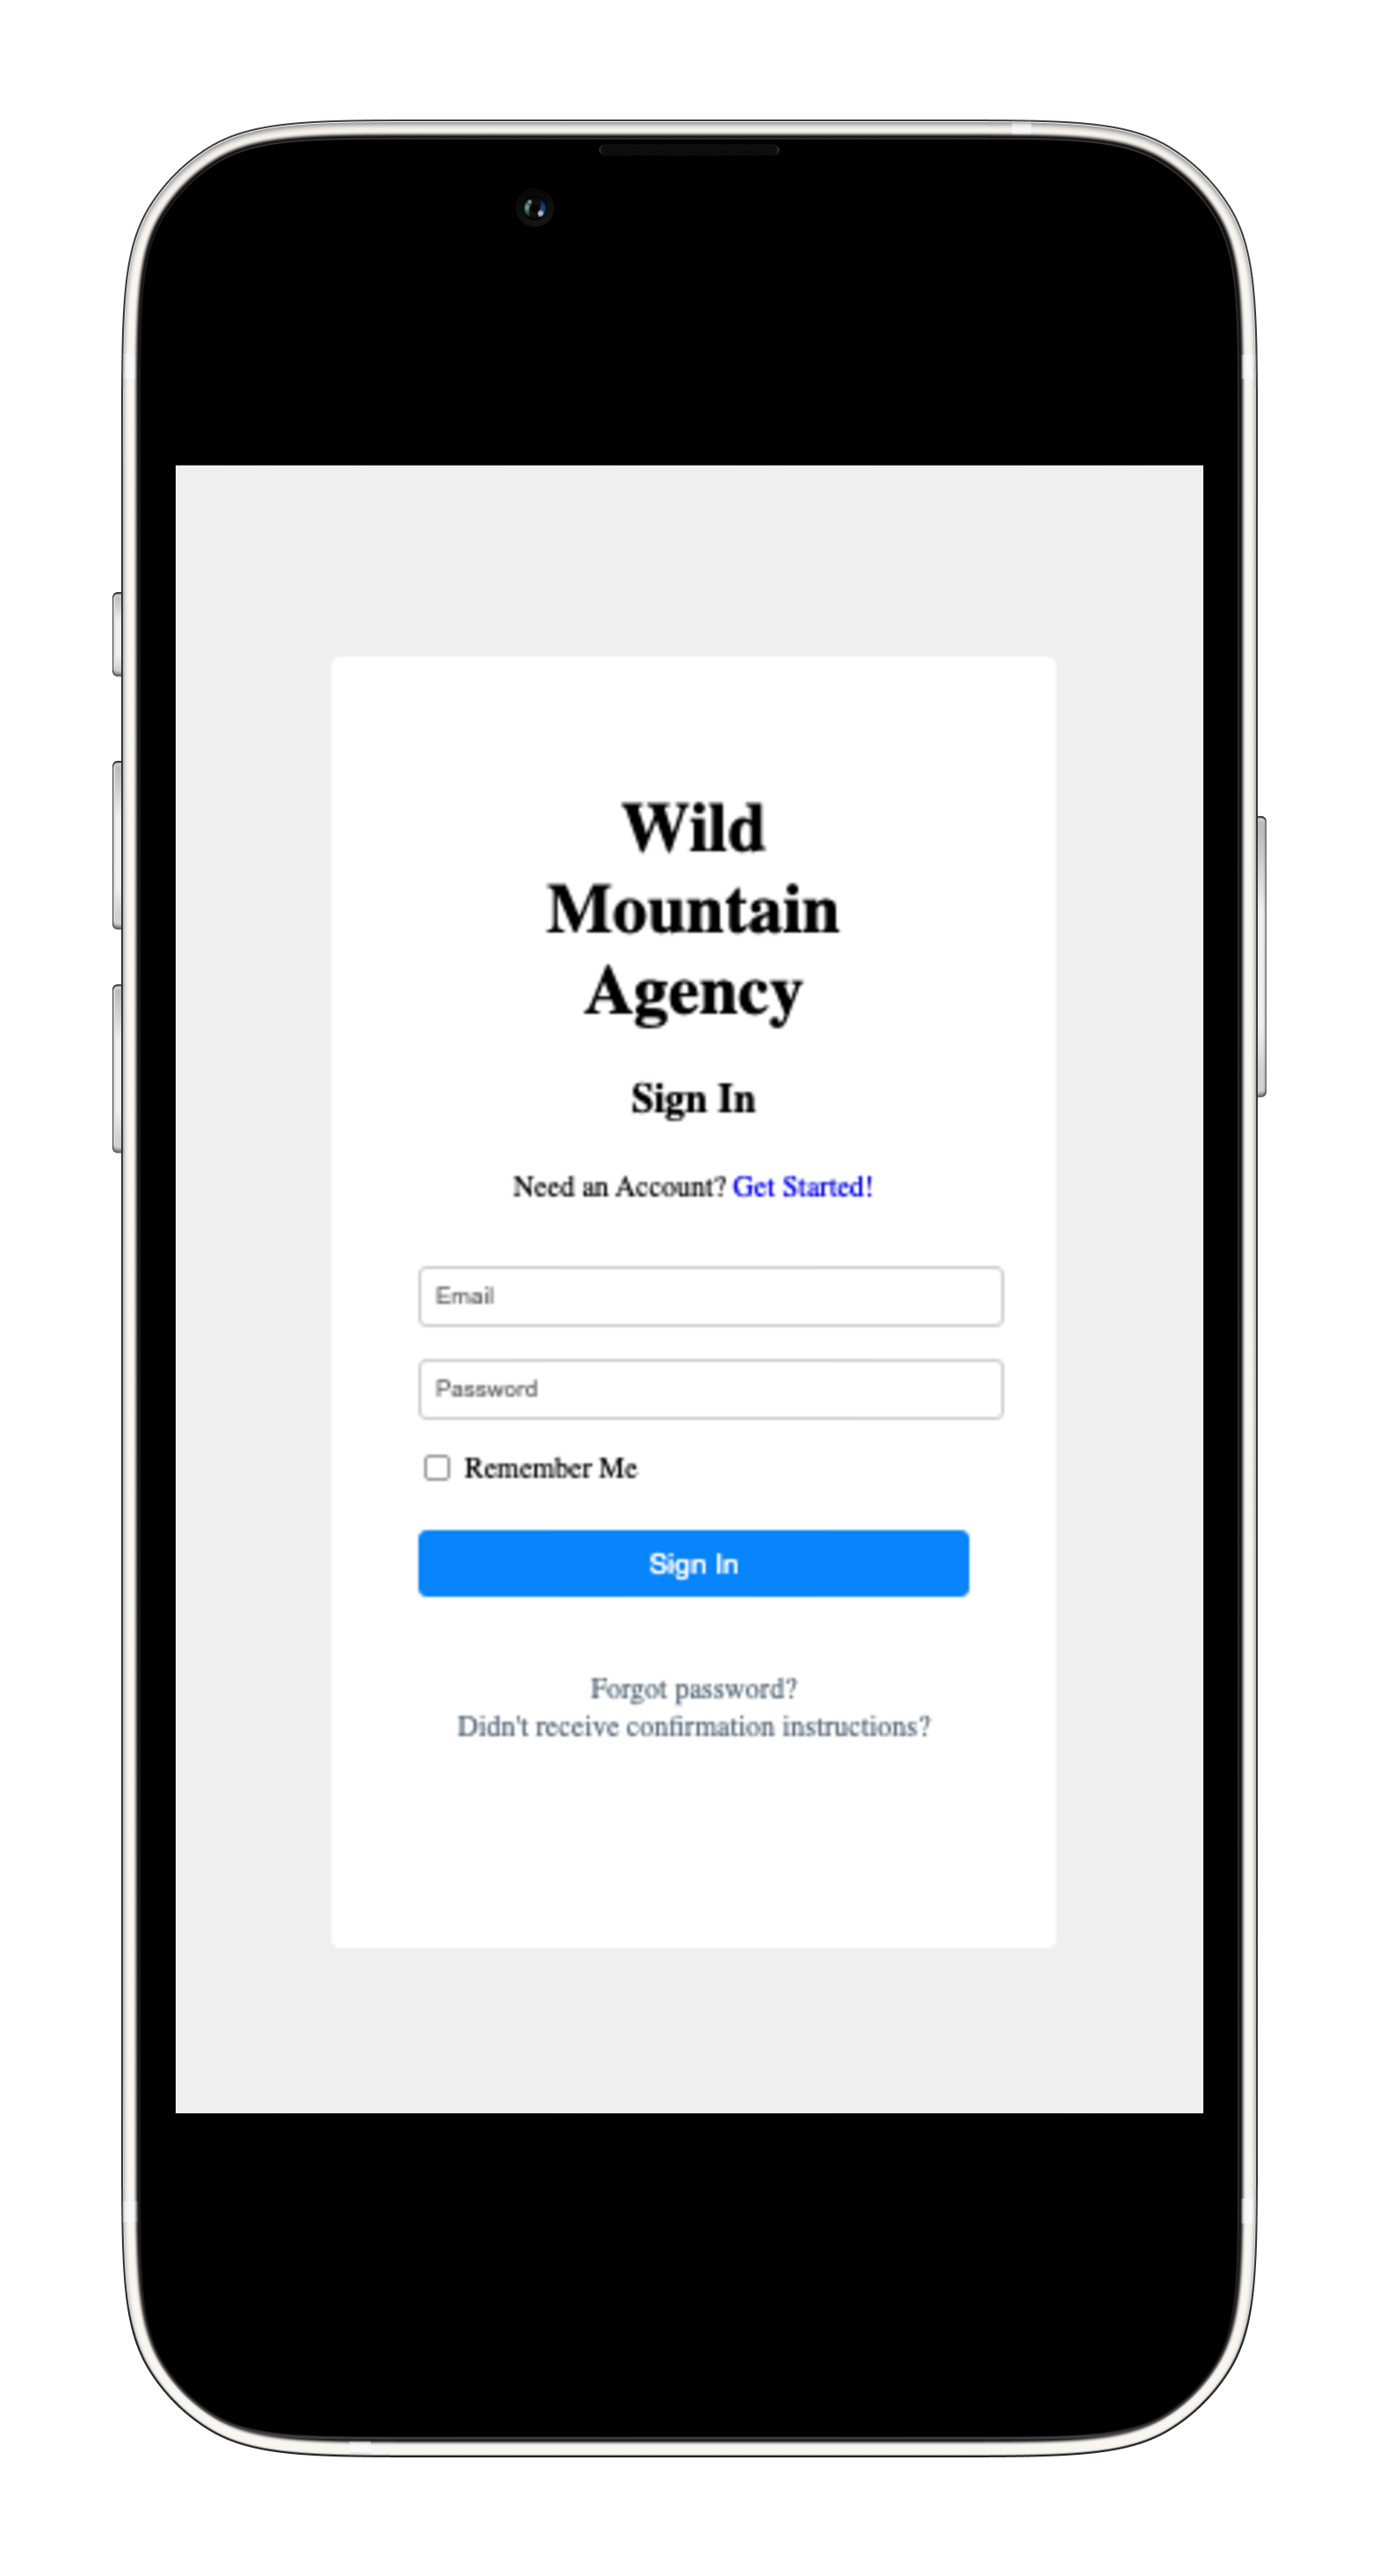 Wild
Mountain
Agency
Sign In
Need an Account? Get Started!
Email
Password
Remember Me
Sign In
Forgot password?
Didn't receive confirmation instructions?